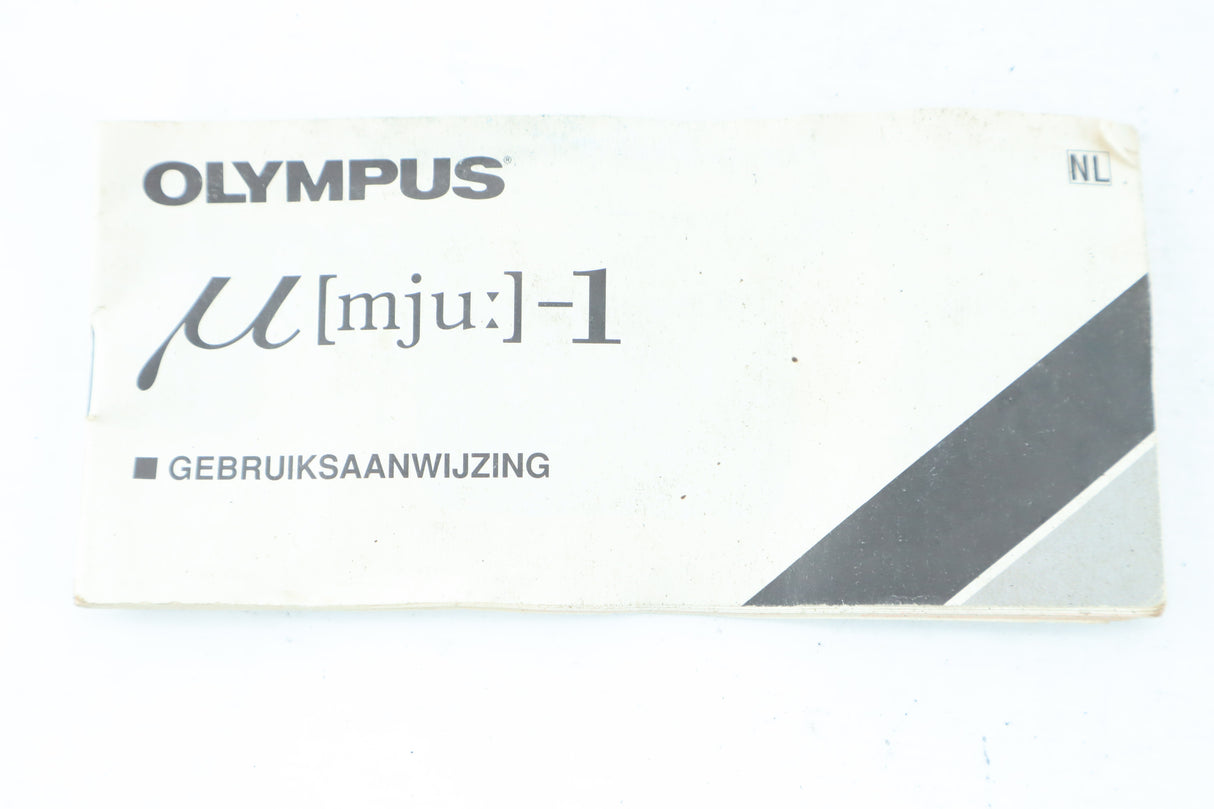 OLYMPUS®
NL
µ[mju:]-1
■ GEBRUIKSAANWIJZING